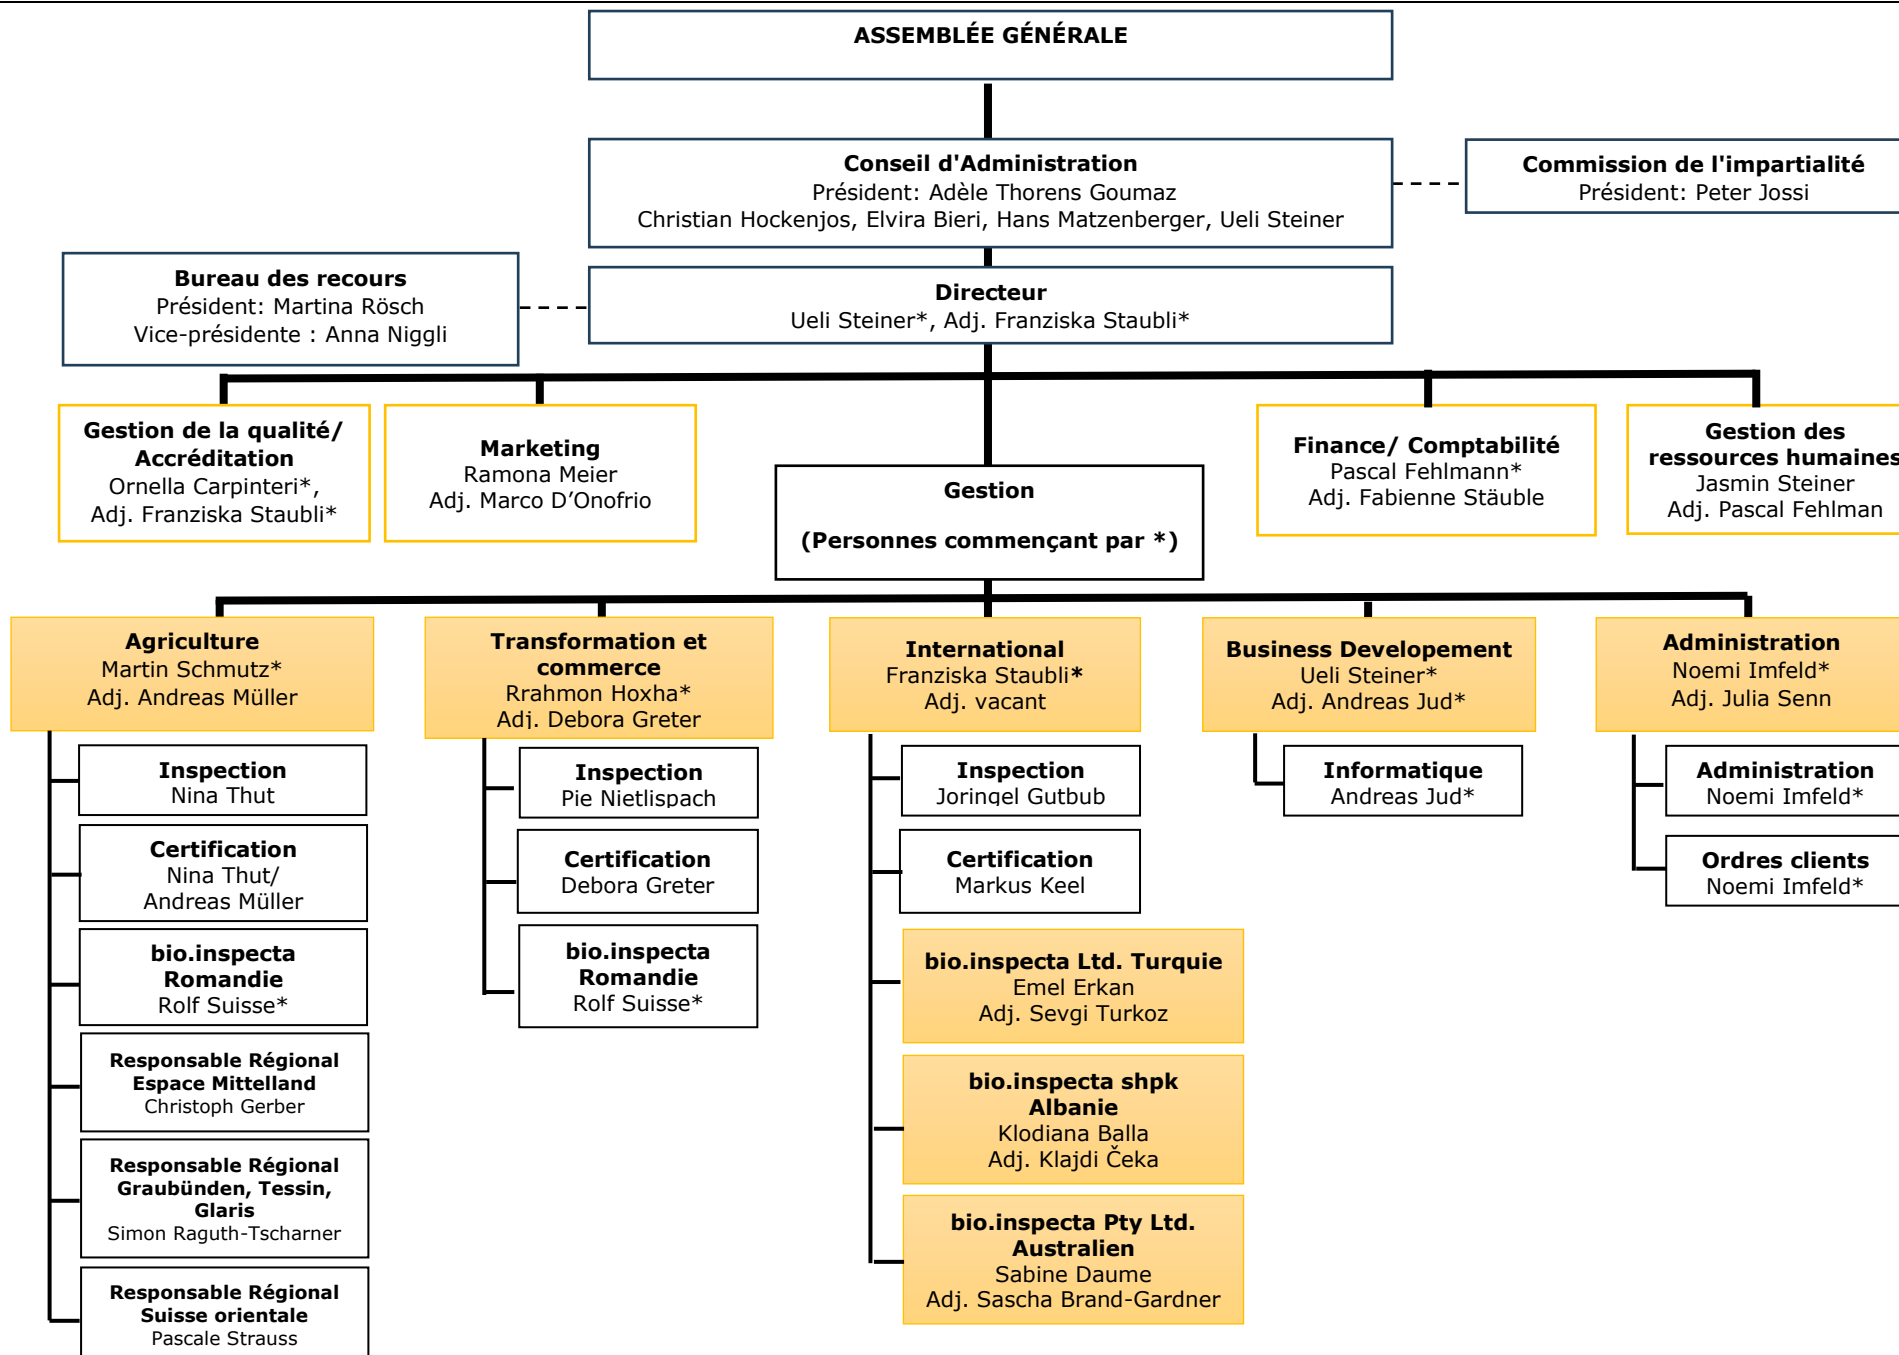 ASSEMBLÉE GÉNÉRALE
Conseil d'Administration
Président: Adèle Thorens Goumaz
Christian Hockenjos, Elvira Bieri, Hans Matzenberger, Ueli Steiner
Commission de l'impartialité
Président: Peter Jossi
Bureau des recours
Président: Martina Rösch
Vice-présidente : Anna Niggli
Directeur
Ueli Steiner*, Adj. Franziska Staubli*
Gestion de la qualité/
Accréditation
Ornella Carpinteri*,
Adj. Franziska Staubli*
Marketing
Ramona Meier
Adj. Marco D’Onofrio
Gestion
(Personnes commençant par *)
Finance/ Comptabilité
Pascal Fehlmann*
Adj. Fabienne Stäuble
Gestion des
ressources humaines
Jasmin Steiner
Adj. Pascal Fehlman
Agriculture
Martin Schmutz*
Adj. Andreas Müller
Inspection
Nina Thut
Certification
Nina Thut/
Andreas Müller
bio.inspecta
Romandie
Rolf Suisse*
Responsable Régional
Espace Mittelland
Christoph Gerber
Responsable Régional
Graubünden, Tessin,
Glaris
Simon Raguth-Tscharner
Responsable Régional
Suisse orientale
Pascale Strauss
Transformation et
commerce
Rrahmon Hoxha*
Adj. Debora Greter
Inspection
Pie Nietlispach
Certification
Debora Greter
bio.inspecta
Romandie
Rolf Suisse*
International
Franziska Staubli*
Adj. vacant
Inspection
Joringel Gutbub
Certification
Markus Keel
bio.inspecta Ltd. Turquie
Emel Erkan
Adj. Sevgi Turkoz
bio.inspecta shpk
Albanie
Klodiana Balla
Adj. Klajdi Čeka
bio.inspecta Pty Ltd.
Australien
Sabine Daume
Adj. Sascha Brand-Gardner
Business Developement
Ueli Steiner*
Adj. Andreas Jud*
Informatique
Andreas Jud*
Administration
Noemi Imfeld*
Adj. Julia Senn
Administration
Noemi Imfeld*
Ordres clients
Noemi Imfeld*